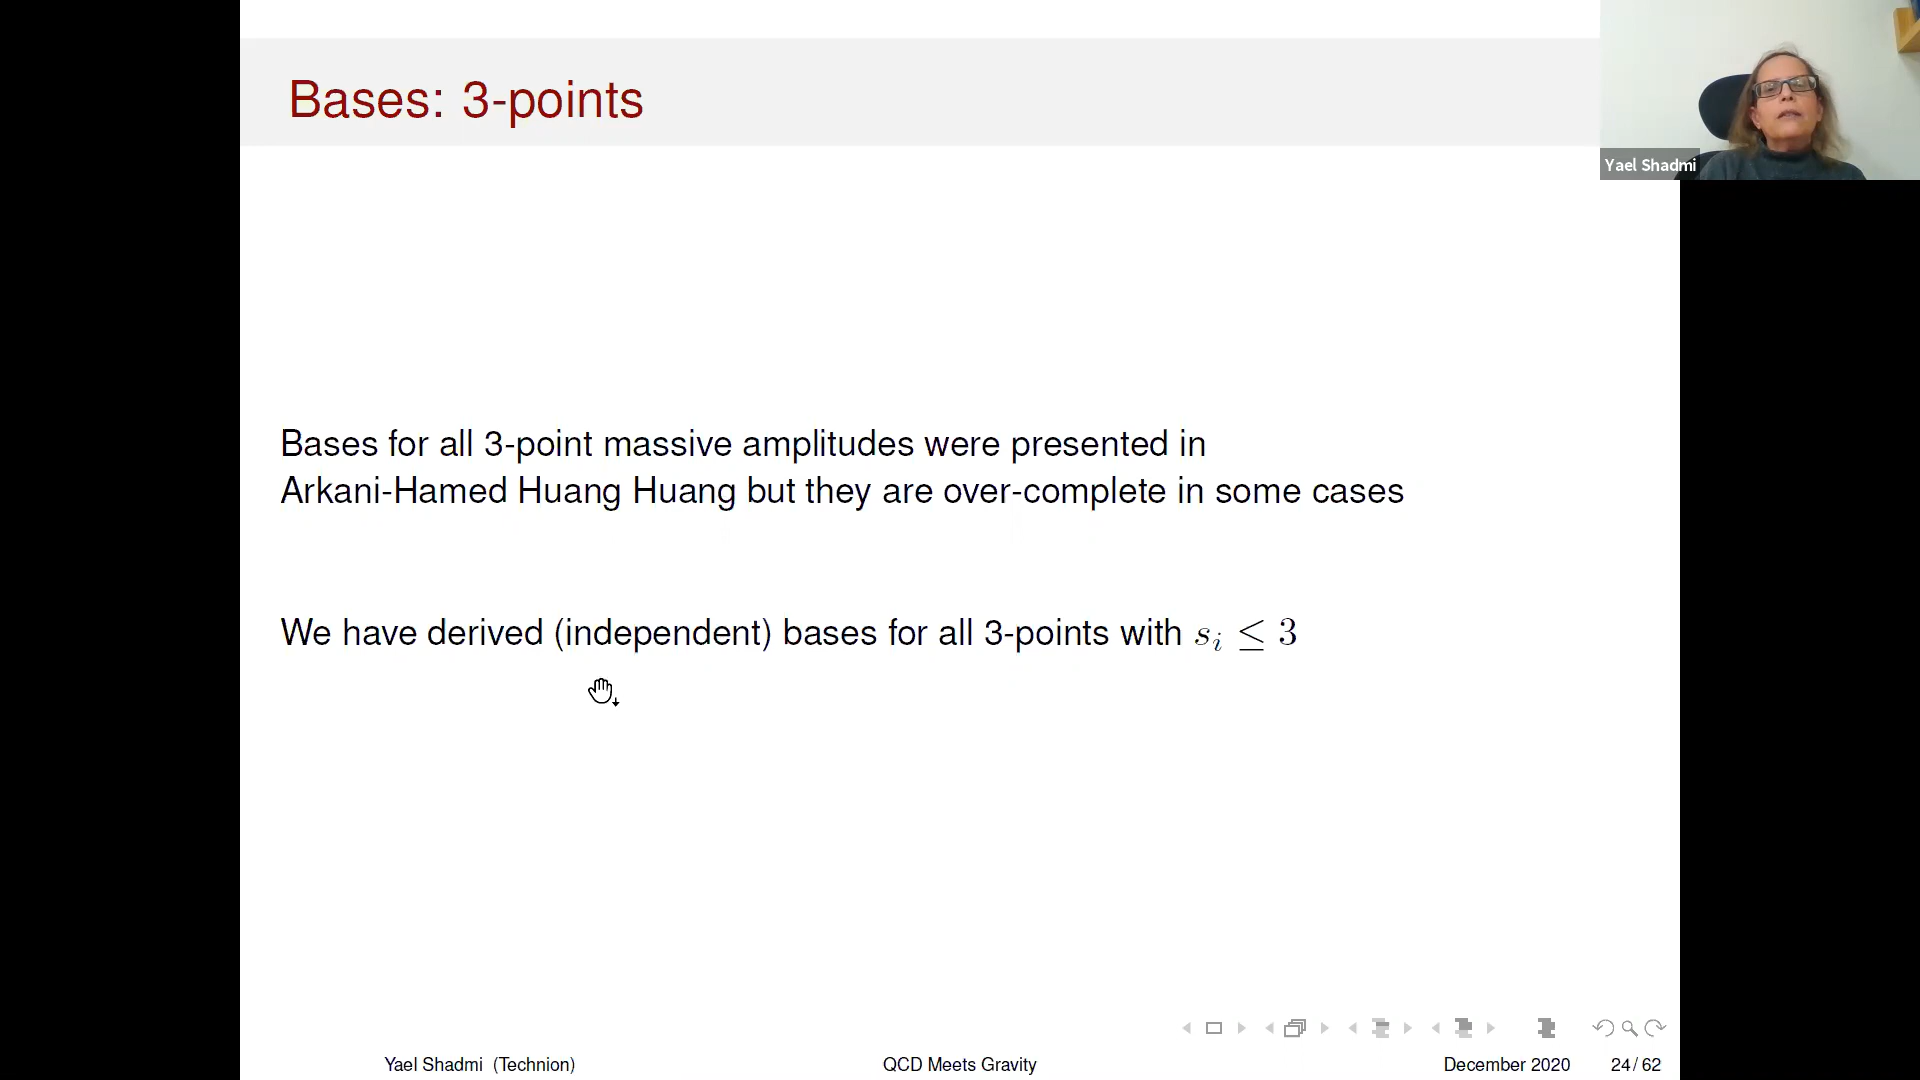 Bases: 3-points
Yael Shadmi
Bases for all 3-point massive amplitudes were presented in
Arkani-Hamed Huang Huang but they are over-complete in some cases
We have derived (independent) bases for all 3-points with $s_i \leq 3$
Yael Shadmi (Technion) QCD Meets Gravity December 2020 24/62